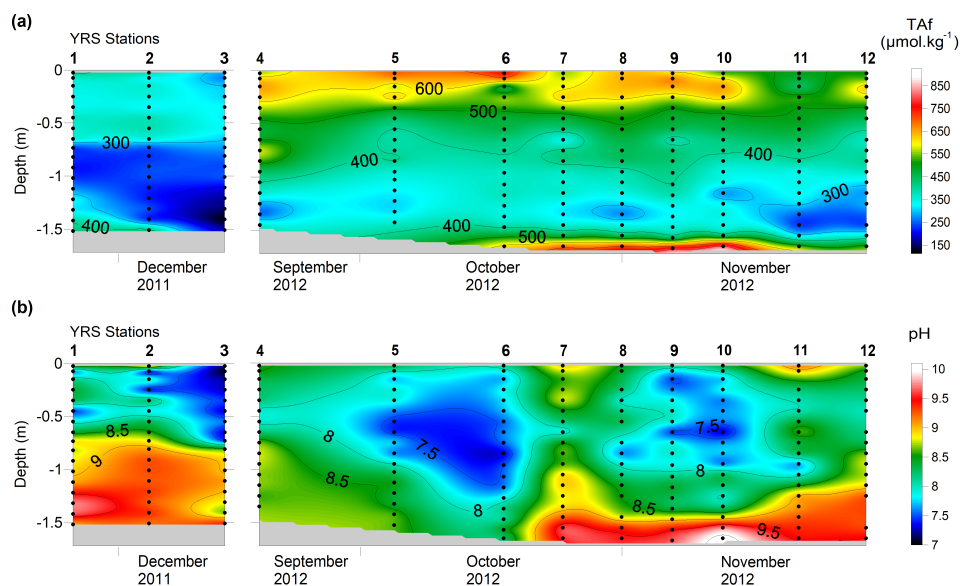 (a)
YRS Stations
1 2 3 4 5 6 7 8 9 10 11 12
TAf
(µmol.kg-1)
Depth (m)
0
-0.5
-1
-1.5
300
400
600
500
400
400
300
400
500
850
750
650
550
450
350
250
150
December
2011
September
2012
October
2012
November
2012
(b)
YRS Stations
1 2 3 4 5 6 7 8 9 10 11 12
pH
Depth (m)
0
-0.5
-1
-1.5
8.5
9
8
7.5
8.5
8
7.5
8
8.5
9.5
10
9.5
9
8.5
8
7.5
7
December
2011
September
2012
October
2012
November
2012